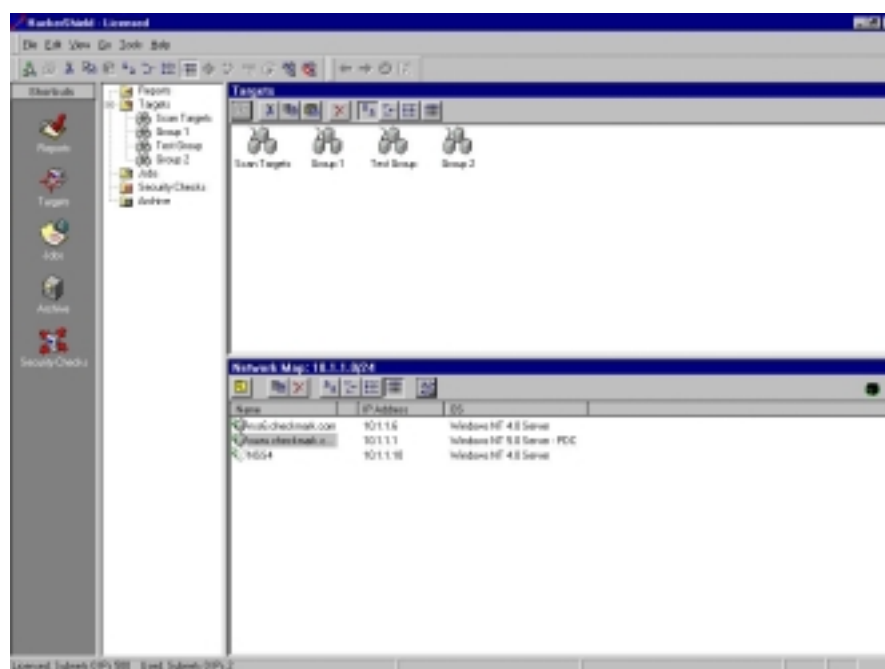 HackerShield - Licensed
File Edit View Go Tools Help
Shortcuts
Reports
Targets
Jobs
Archive
Security Checks
Reports
Targets
Scan Targets
Group 1
Test Group
Group 2
Jobs
Security Checks
Archive
Targets
Scan Targets Group 1 Test Group Group 2
Network Map: 10.1.1.0/24
Name IP Address OS
10.1.1.6 Windows NT 4.0 Server
10.1.1.1 Windows NT 5.0 Server - PDC
NSS4 10.1.1.10 Windows NT 4.0 Server